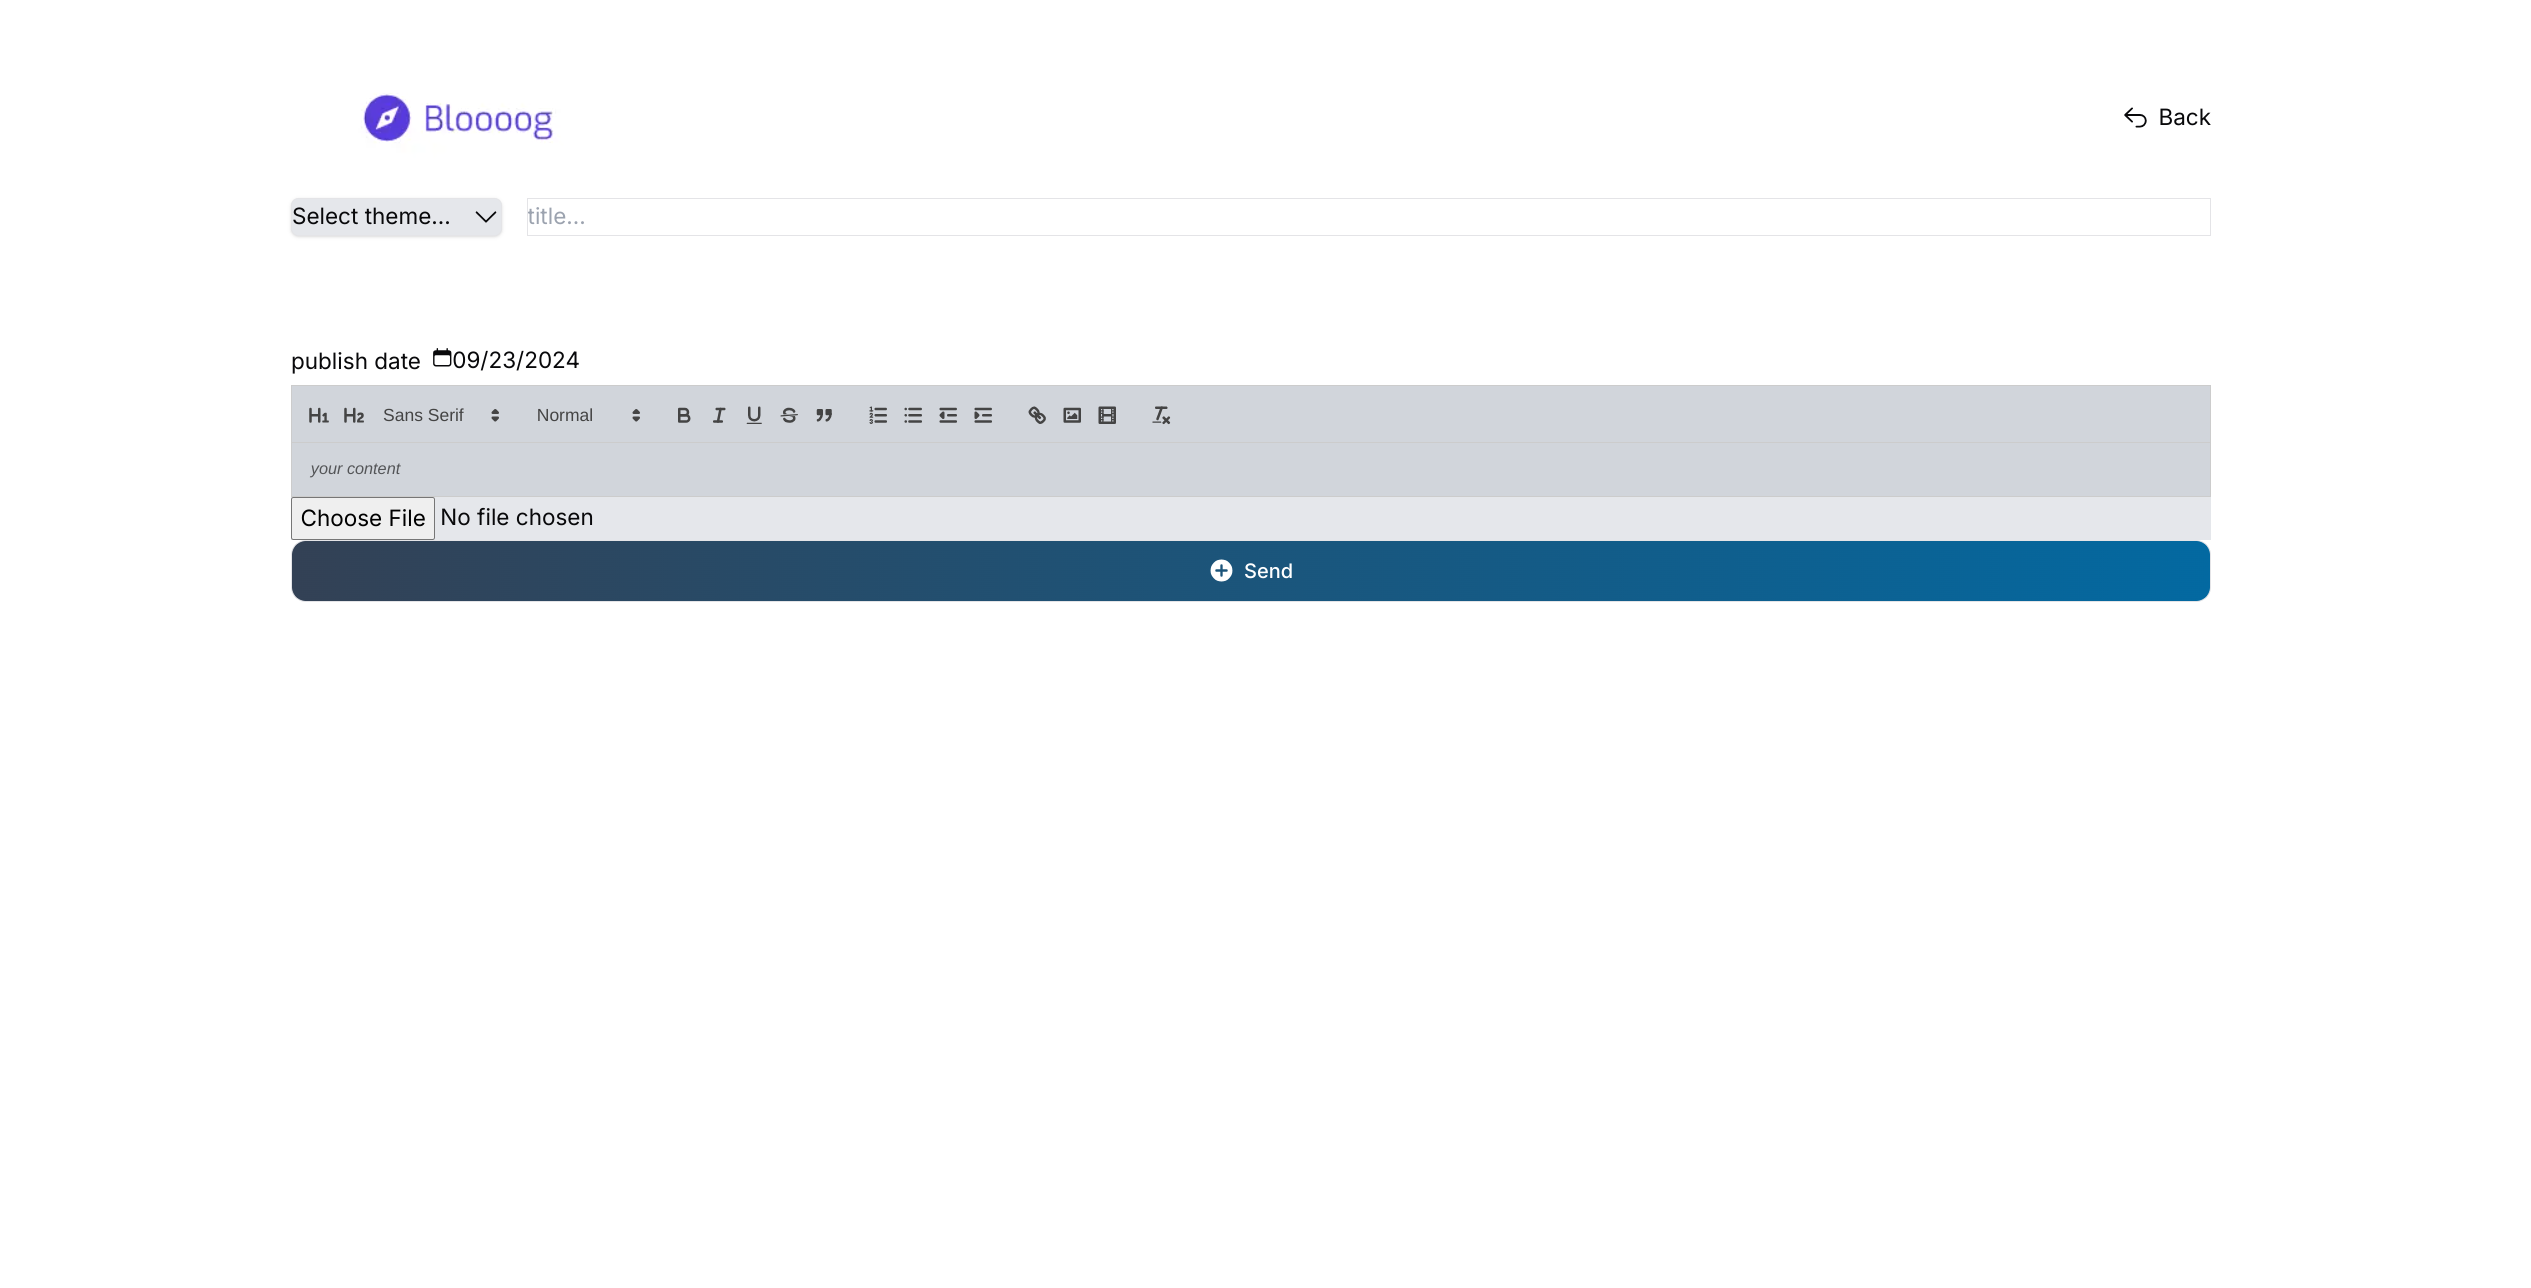 Bloooog
Back
Select theme...
title...
publish date 09/23/2024
H1 H2 Sans Serif Normal B I U S
your content
Choose File No file chosen
Send